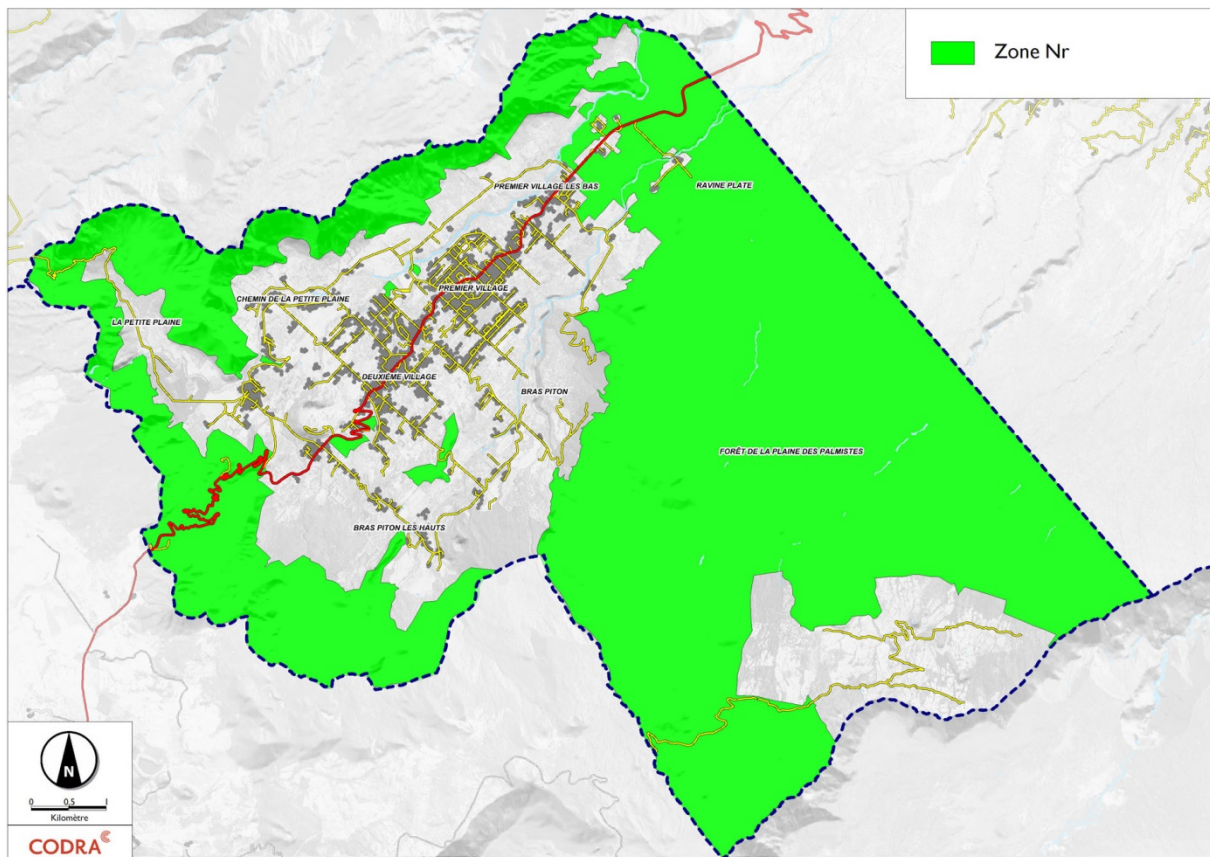 Zone Nr
PREMIER VILLAGE LES BAS
RAVINE PLATE
CHEMIN DE LA PETITE PLAINE
PREMIER VILLAGE
LA PETITE PLAINE
DEUXIÈME VILLAGE
BRAS PITON
FORÊT DE LA PLAINE DES PALMISTES
BRAS PITON LES HAUTS
N
0 0,5 1
Kilomètre
CODRA